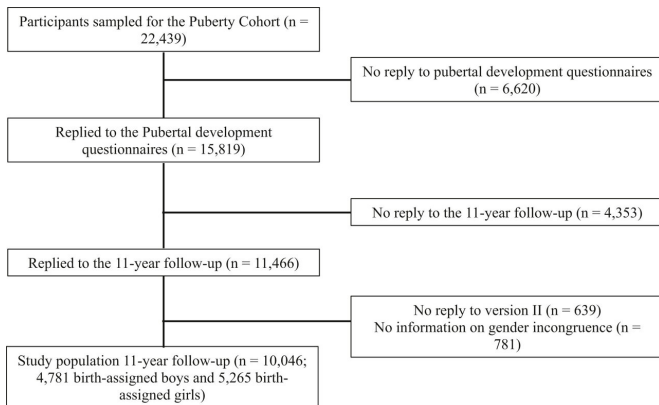 Participants sampled for the Puberty Cohort (n =
22,439)
No reply to pubertal development questionnaires
(n = 6,620)
Replied to the Pubertal development
questionnaires (n = 15,819)
No reply to the 11-year follow-up (n = 4,353)
Replied to the 11-year follow-up (n = 11,466)
No reply to version II (n = 639)
No information on gender incongruence (n =
781)
Study population 11-year follow-up (n = 10,046;
4,781 birth-assigned boys and 5,265 birth-
assigned girls)